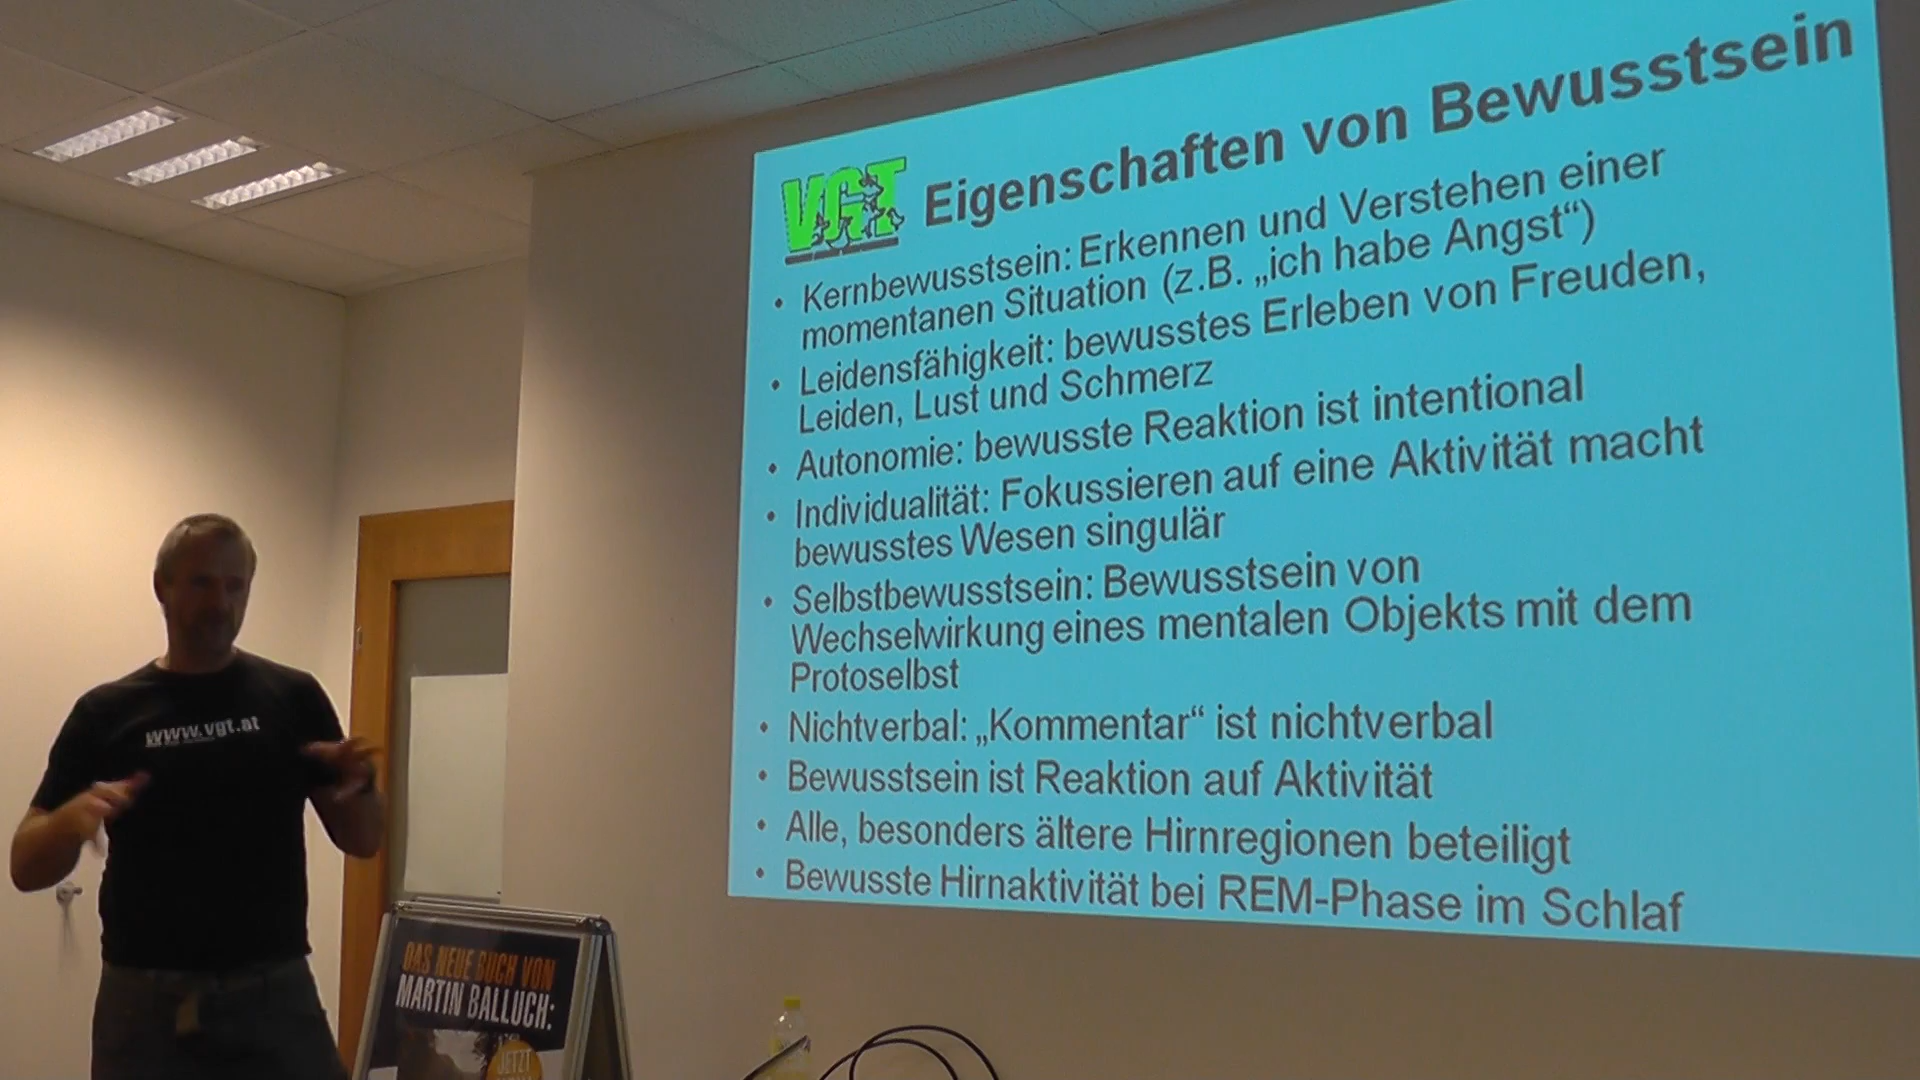 VGT
Eigenschaften von Bewusstsein
• Kernbewusstsein: Erkennen und Verstehen einer
momentanen Situation (z.B. „ich habe Angst“)
• Leidensfähigkeit: bewusstes Erleben von Freuden,
Leiden, Lust und Schmerz
• Autonomie: bewusste Reaktion ist intentional
• Individualität: Fokussieren auf eine Aktivität macht
bewusstes Wesen singulär
• Selbstbewusstsein: Bewusstsein von
Wechselwirkung eines mentalen Objekts mit dem
Protoselbst
• Nichtverbal: „Kommentar“ ist nichtverbal
• Bewusstsein ist Reaktion auf Aktivität
• Alle, besonders ältere Hirnregionen beteiligt
• Bewusste Hirnaktivität bei REM-Phase im Schlaf
www.vgt.at
DAS NEUE BUCH VON
MARTIN BALLUCH:
JETZT